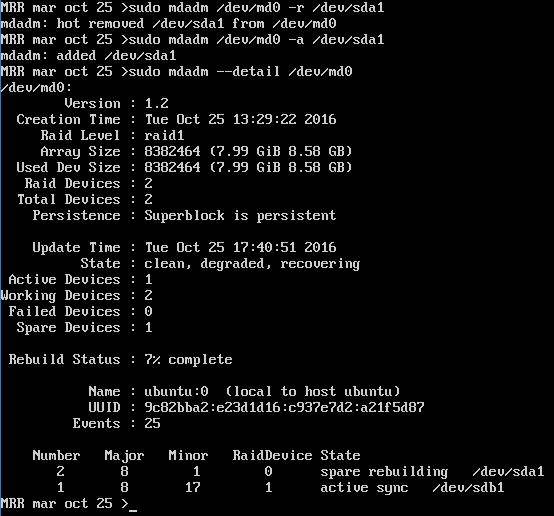 MRR mar oct 25 >sudo mdadm /dev/md0 -r /dev/sda1
mdadm: hot removed /dev/sda1 from /dev/md0
MRR mar oct 25 >sudo mdadm /dev/md0 -a /dev/sda1
mdadm: added /dev/sda1
MRR mar oct 25 >sudo mdadm --detail /dev/md0
/dev/md0:
Version : 1.2
Creation Time : Tue Oct 25 13:29:22 2016
Raid Level : raid1
Array Size : 8382464 (7.99 GiB 8.58 GB)
Used Dev Size : 8382464 (7.99 GiB 8.58 GB)
Raid Devices : 2
Total Devices : 2
Persistence : Superblock is persistent
Update Time : Tue Oct 25 17:40:51 2016
State : clean, degraded, recovering
Active Devices : 1
Working Devices : 2
Failed Devices : 0
Spare Devices : 1
Rebuild Status : 7% complete
Name : ubuntu:0 (local to host ubuntu)
UUID : 9c82bba2:e23d1d16:c937e7d2:a21f5d87
Events : 25
Number Major Minor RaidDevice State
2 8 1 0 spare rebuilding /dev/sda1
1 8 17 1 active sync /dev/sdb1
MRR mar oct 25 >_